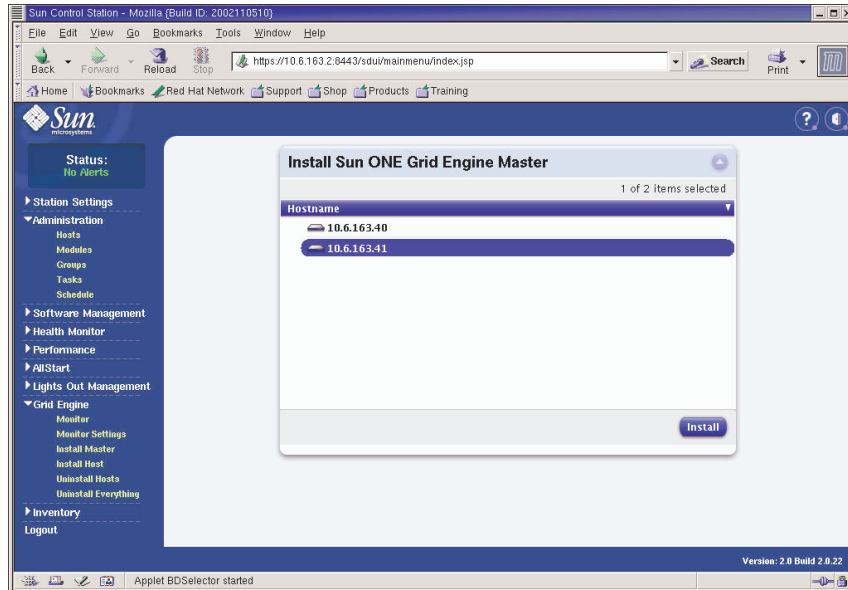 Sun Control Station - Mozilla {Build ID: 2002110510}
File Edit View Go Bookmarks Tools Window Help
Back Forward Reload Stop https://10.6.163.2:8443/sdui/mainmenu/index.jsp Search Print
Home Bookmarks Red Hat Network Support Shop Products Training
Sun
microsystems
Status:
No Alerts
Station Settings
Administration
Hosts
Modules
Groups
Tasks
Schedule
Software Management
Health Monitor
Performance
AllStart
Lights Out Management
Grid Engine
Monitor
Monitor Settings
Install Master
Install Host
Uninstall Hosts
Uninstall Everything
Inventory
Logout
Install Sun ONE Grid Engine Master
1 of 2 items selected
Hostname
10.6.163.40
10.6.163.41
Install
Version: 2.0 Build 2.0.22
Applet BDSelector started